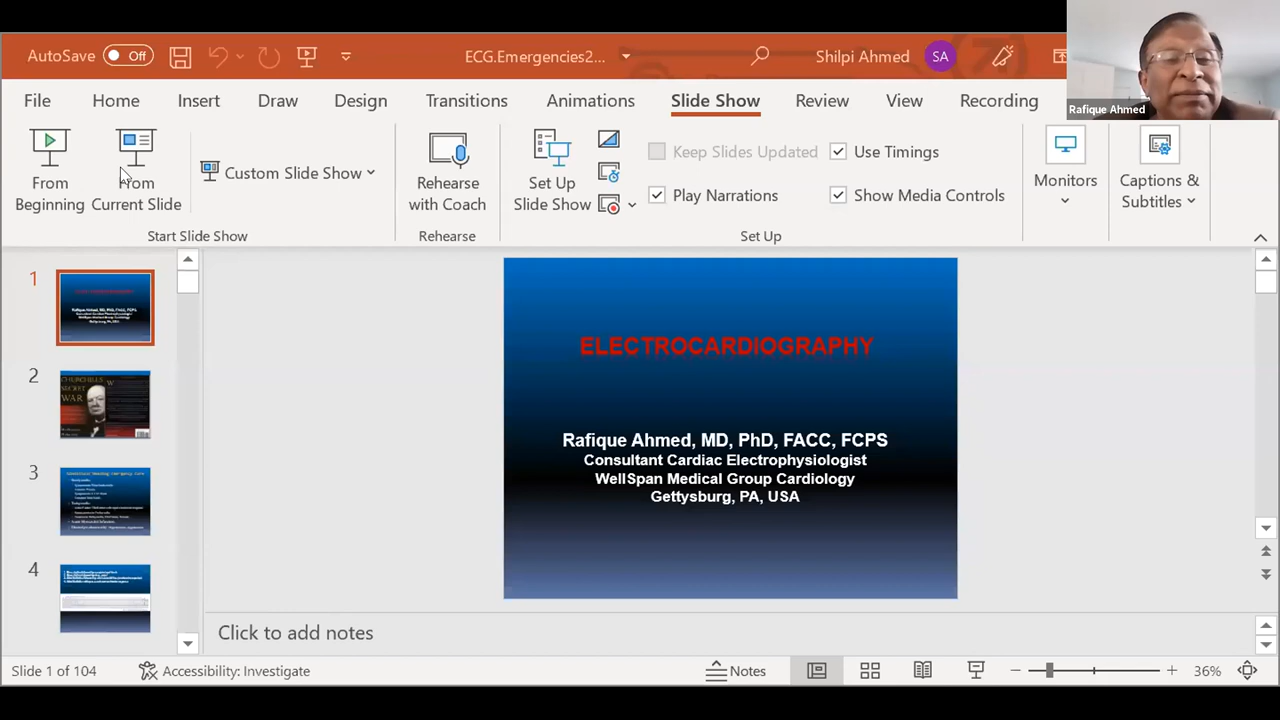 AutoSave Off
ECG.Emergencies2...
Shilpi Ahmed SA
Rafique Ahmed
File Home Insert Draw Design Transitions Animations Slide Show Review View Recording
From Beginning
From Current Slide
Custom Slide Show
Start Slide Show
Rehearse with Coach
Rehearse
Set Up Slide Show
Keep Slides Updated
Use Timings
Play Narrations
Show Media Controls
Set Up
Monitors
Captions & Subtitles
1
2
CHURCHILL'S
SECRET
WAR
3
4
ELECTROCARDIOGRAPHY
Rafique Ahmed, MD, PhD, FACC, FCPS
Consultant Cardiac Electrophysiologist
WellSpan Medical Group Cardiology
Gettysburg, PA, USA
Click to add notes
Slide 1 of 104
Accessibility: Investigate
Notes
36%